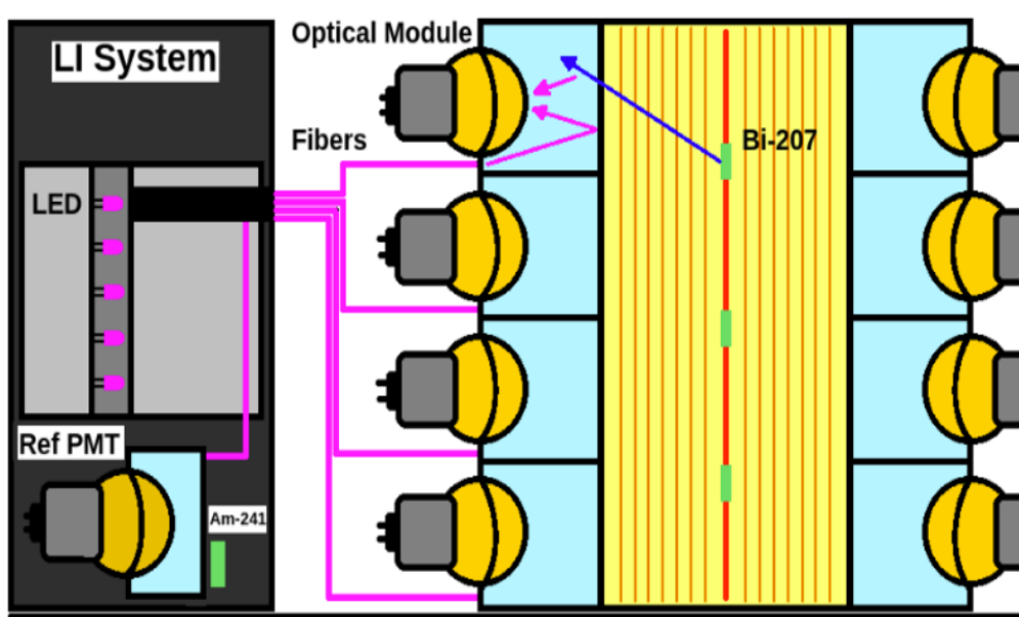 LI System
Optical Module
Fibers
Bi-207
LED
Ref PMT
Am-241